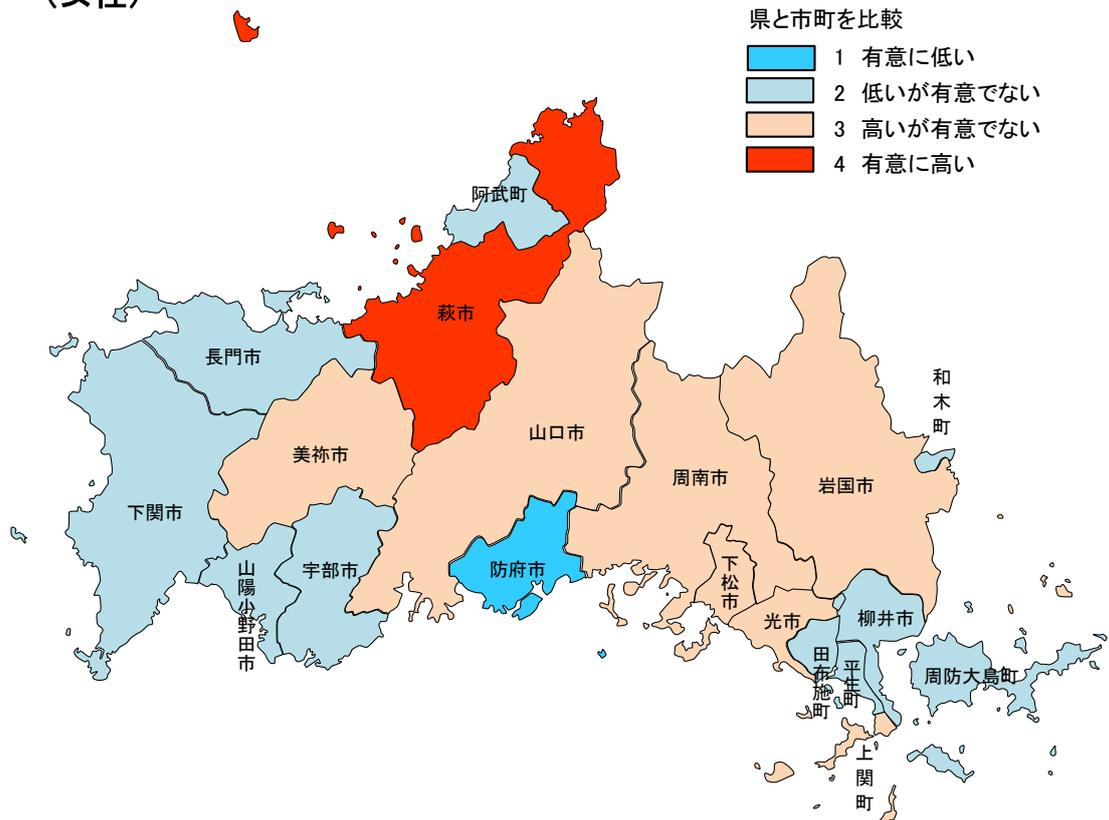 （女性）
県と市町を比較
1 有意に低い
2 低いが有意でない
3 高いが有意でない
4 有意に高い
阿武町
萩市
長門市
和木町
山口市
美祢市
周南市
岩国市
下関市
防府市
宇部市
山陽小野田市
下松市
光市
柳井市
田布施町
平生町
周防大島町
上関町